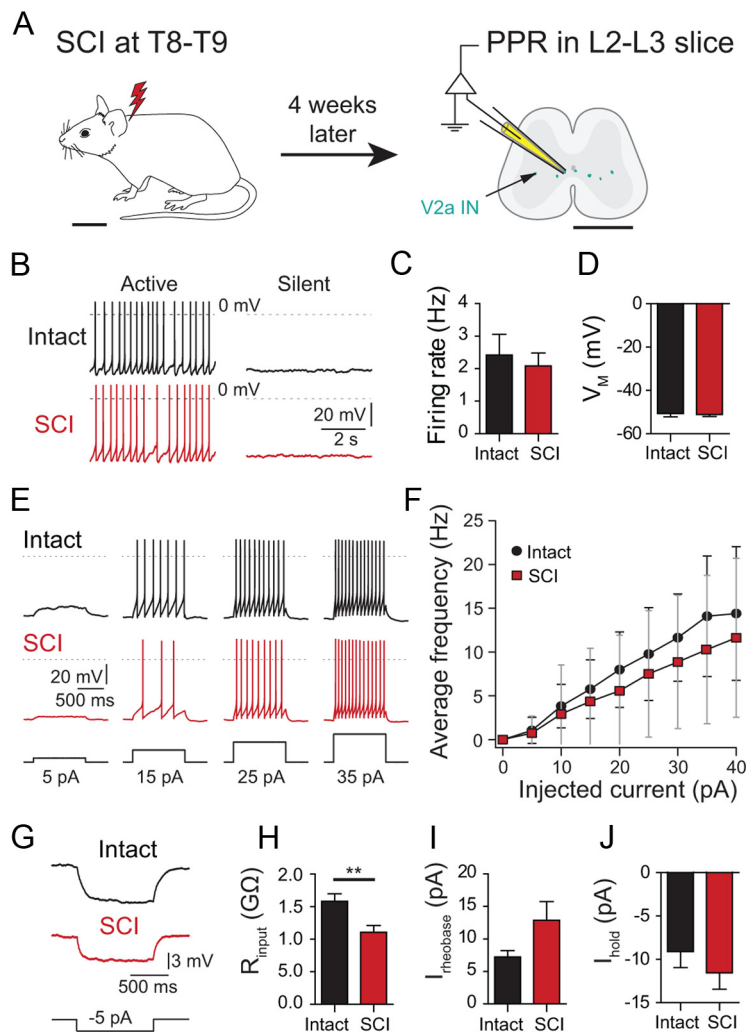 A
SCI at T8-T9
PPR in L2-L3 slice
4 weeks
later
V2a IN
B
Active
Silent
0 mV
Intact
0 mV
SCI
20 mV
2 s
C
Firing rate (Hz)
4
3
2
1
0
Intact SCI
D
V_M (mV)
0
-20
-40
-60
Intact SCI
E
Intact
SCI
20 mV
500 ms
5 pA
15 pA
25 pA
35 pA
F
Average frequency (Hz)
25
20
15
10
5
0
Intact
SCI
0 10 20 30 40
Injected current (pA)
G
Intact
SCI
3 mV
500 ms
-5 pA
H
R_input (GΩ)
**
2.0
1.5
1.0
0.5
0.0
Intact SCI
I
I_rheobase (pA)
20
15
10
5
0
Intact SCI
J
I_hold (pA)
0
-5
-10
-15
Intact SCI